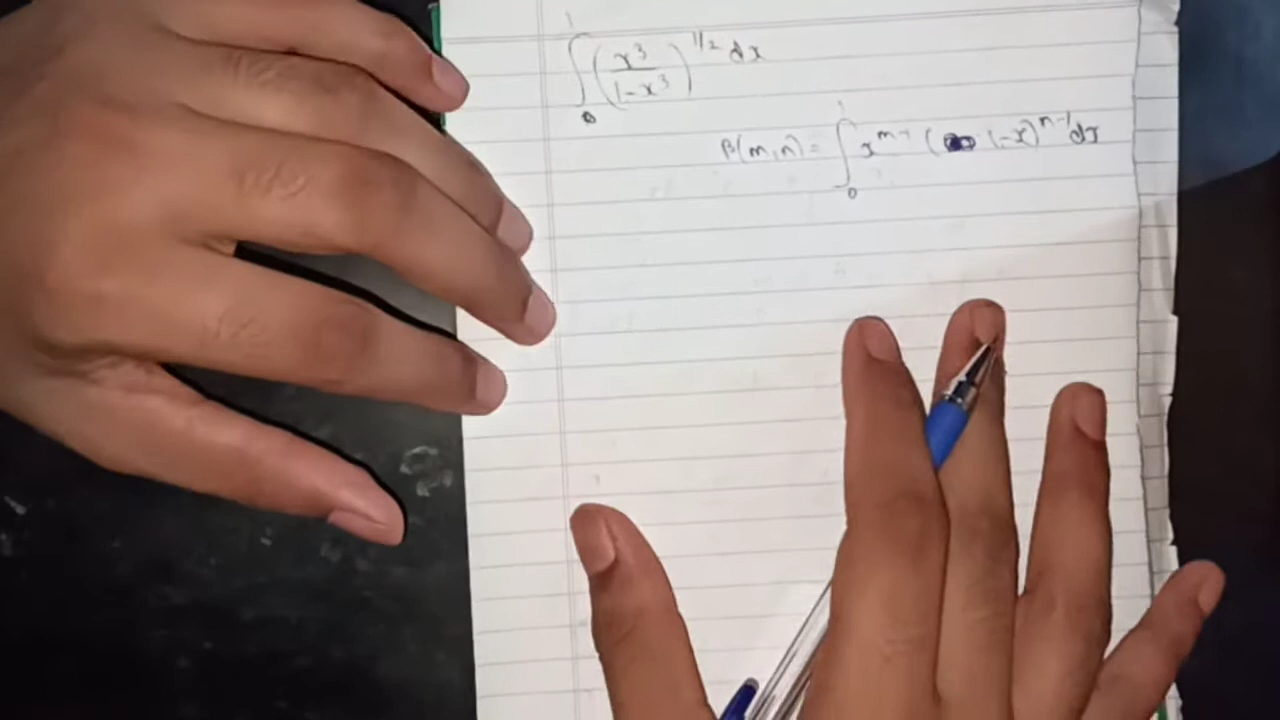 ∫₀¹ (x³/1-x³)^1/2 dx
β(m,n) = ∫₀¹ x^m-1 (1-x)^n-1 dx